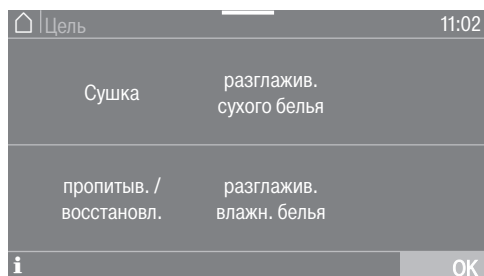 Цель 11:02
Сушка
разглажив.
сухого белья
пропитыв. /
восстановл.
разглажив.
влажн. белья
i OK